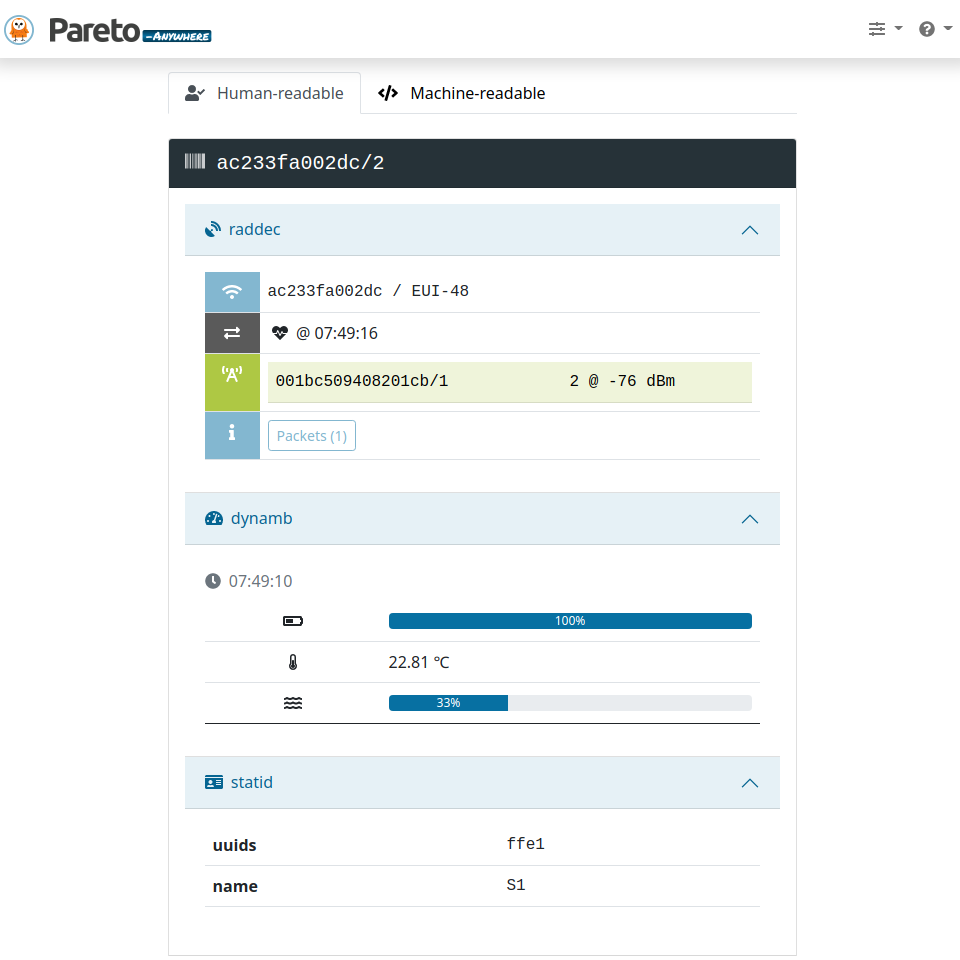 Pareto -ANYWHERE
Human-readable Machine-readable
ac233fa002dc/2
raddec
ac233fa002dc / EUI-48
@ 07:49:16
001bc509408201cb/1 2 @ -76 dBm
Packets (1)
dynamb
07:49:10
100%
22.81 °C
33%
statid
uuids ffe1
name S1